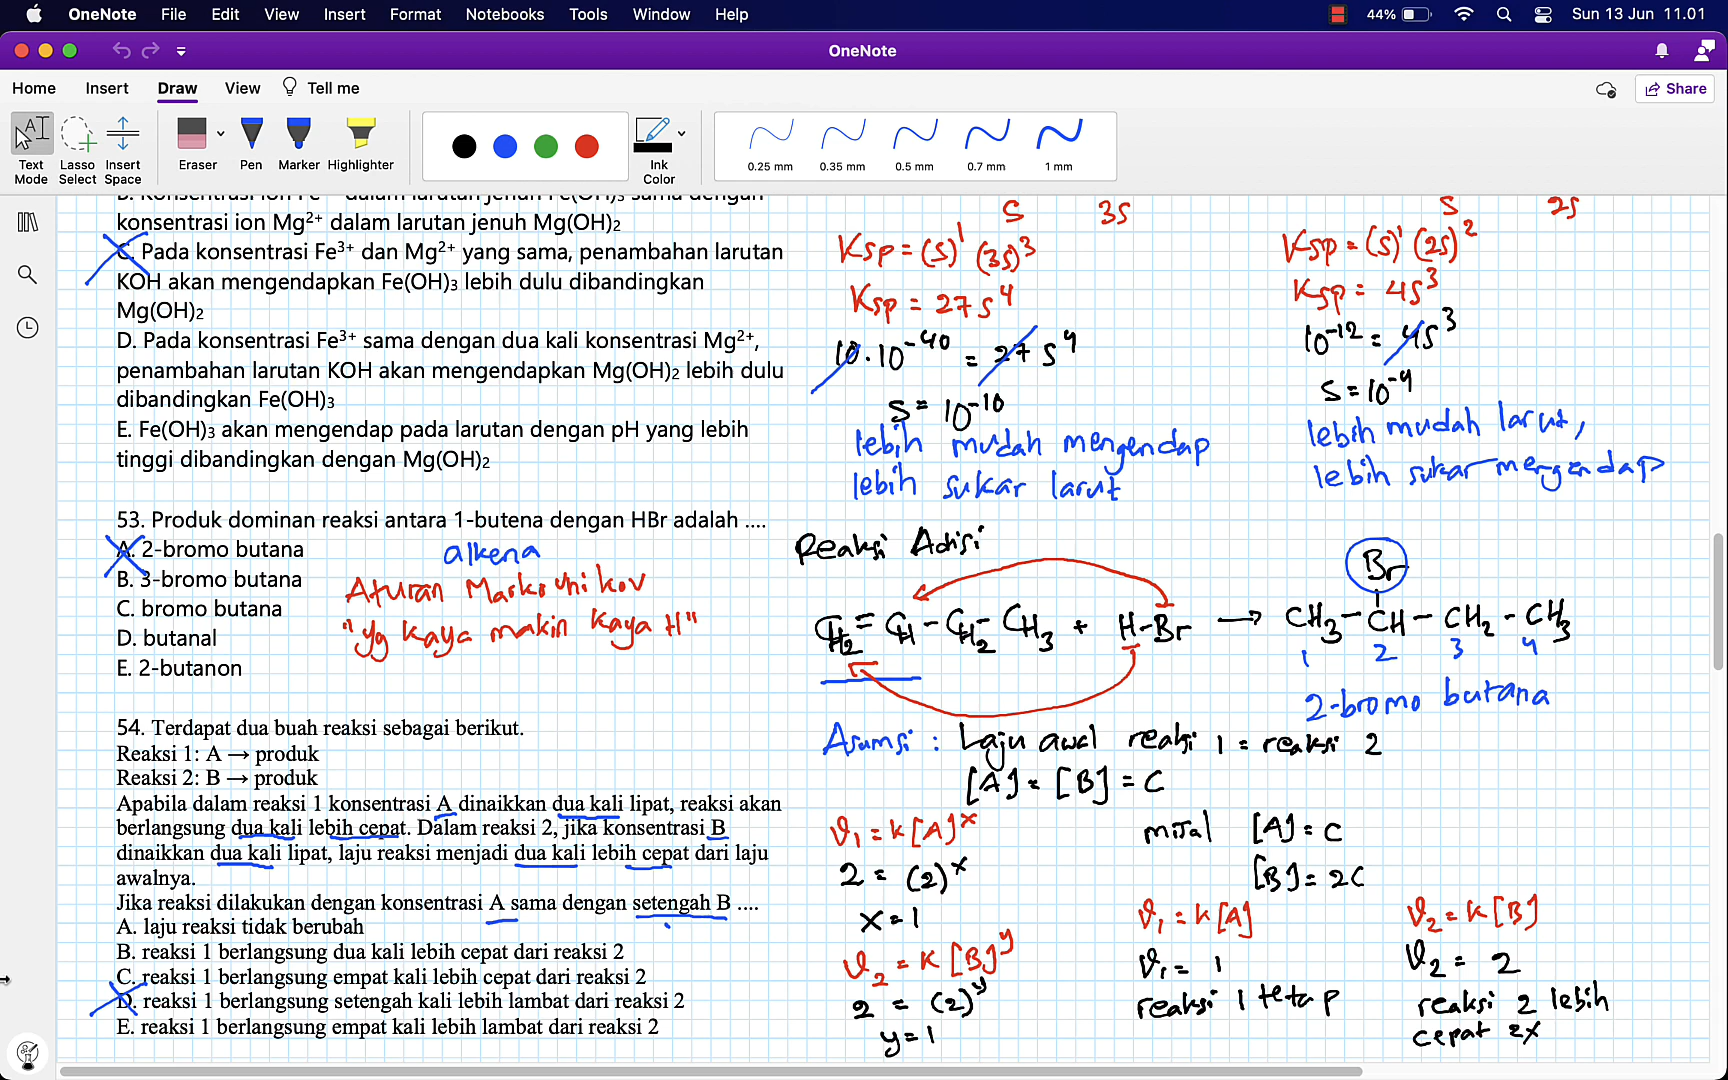 OneNote File Edit View Insert Format Notebooks Tools Window Help
44% Sun 13 Jun 11.01
OneNote
Home Insert Draw View Tell me
Share
Text Mode
Lasso Select
Insert Space
Eraser
Pen
Marker
Highlighter
Ink Color
0.25 mm 0.35 mm 0.5 mm 0.7 mm 1 mm
konsentrasi ion Mg²⁺ dalam larutan jenuh Mg(OH)₂
C. Pada konsentrasi Fe³⁺ dan Mg²⁺ yang sama, penambahan larutan
KOH akan mengendapkan Fe(OH)₃ lebih dulu dibandingkan
Mg(OH)₂
D. Pada konsentrasi Fe³⁺ sama dengan dua kali konsentrasi Mg²⁺,
penambahan larutan KOH akan mengendapkan Mg(OH)₂ lebih dulu
dibandingkan Fe(OH)₃
E. Fe(OH)₃ akan mengendap pada larutan dengan pH yang lebih
tinggi dibandingkan dengan Mg(OH)₂
S 3S
Ksp = (S)¹ (3S)³
Ksp = 27 S⁴
10 . 10⁻⁴⁰ = 27 S⁴
S = 10⁻¹⁰
lebih mudah mengendap
lebih sukar larut
S 2S
Ksp = (S)¹ (2S)²
Ksp = 4S³
10⁻¹² = 4S³
S = 10⁻⁴
lebih mudah larut,
lebih sukar mengendap
53. Produk dominan reaksi antara 1-butena dengan HBr adalah ....
A. 2-bromo butana
B. 3-bromo butana
C. bromo butana
D. butanal
E. 2-butanon
alkena
Aturan Markovnikov
"yg kaya makin kaya H"
Reaksi Adisi
Br
CH₂ = CH - CH₂ - CH₃ + H-Br → CH₃ - CH - CH₂ - CH₃
1 2 3 4
2-bromo butana
54. Terdapat dua buah reaksi sebagai berikut.
Reaksi 1: A → produk
Reaksi 2: B → produk
Apabila dalam reaksi 1 konsentrasi A dinaikkan dua kali lipat, reaksi akan
berlangsung dua kali lebih cepat. Dalam reaksi 2, jika konsentrasi B
dinaikkan dua kali lipat, laju reaksi menjadi dua kali lebih cepat dari laju
awalnya.
Jika reaksi dilakukan dengan konsentrasi A sama dengan setengah B ....
A. laju reaksi tidak berubah
B. reaksi 1 berlangsung dua kali lebih cepat dari reaksi 2
C. reaksi 1 berlangsung empat kali lebih cepat dari reaksi 2
D. reaksi 1 berlangsung setengah kali lebih lambat dari reaksi 2
E. reaksi 1 berlangsung empat kali lebih lambat dari reaksi 2
Asumsi : Laju awal reaksi 1 = reaksi 2
[A] = [B] = C
v₁ = k [A]ˣ
2 = (2)ˣ
x = 1
v₂ = k [B]ʸ
2 = (2)ʸ
y = 1
misal [A] = C
[B] = 2C
v₁ = k [A]
v₁ = 1
reaksi 1 tetap
v₂ = k [B]
v₂ = 2
reaksi 2 lebih
cepat 2x